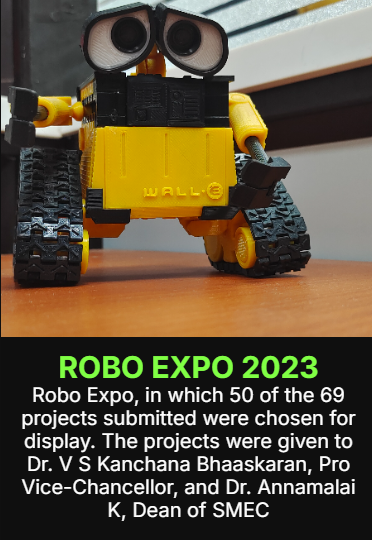 WALL·E
ROBO EXPO 2023
Robo Expo, in which 50 of the 69
projects submitted were chosen for
display. The projects were given to
Dr. V S Kanchana Bhaaskaran, Pro
Vice-Chancellor, and Dr. Annamalai
K, Dean of SMEC